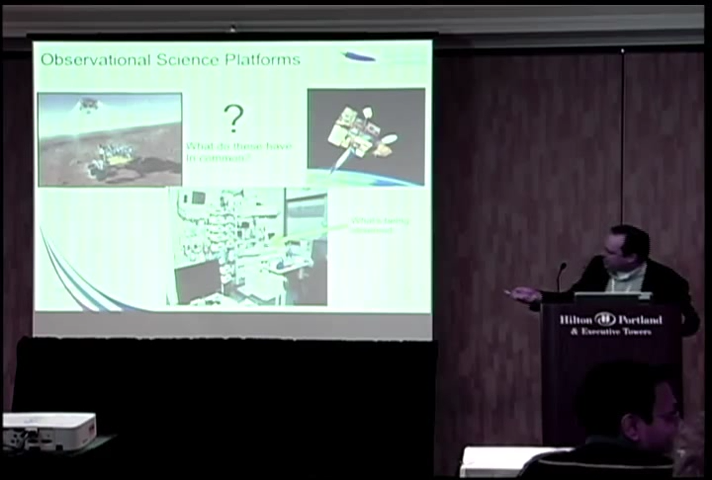 Observational Science Platforms
?
What do these have
in common?
Hilton Portland
& Executive Towers